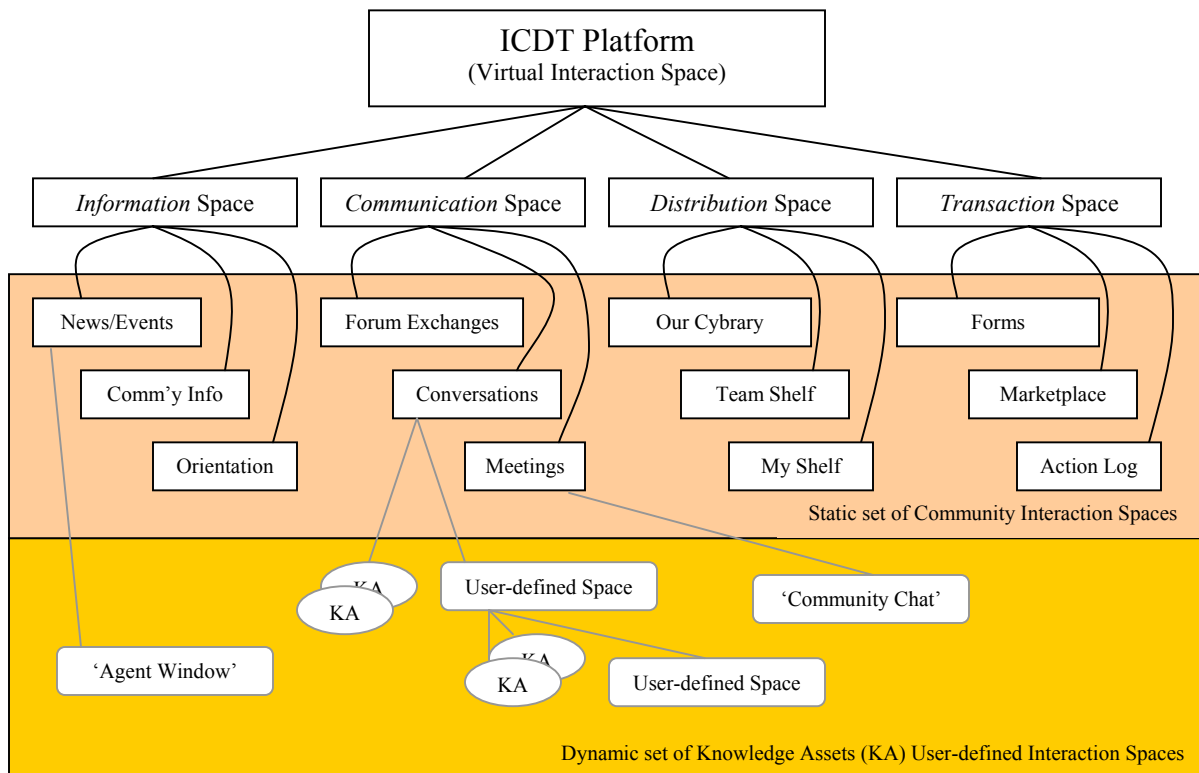 ICDT Platform
(Virtual Interaction Space)
Information Space
Communication Space
Distribution Space
Transaction Space
News/Events
Forum Exchanges
Our Cybrary
Forms
Comm'y Info
Conversations
Team Shelf
Marketplace
Orientation
Meetings
My Shelf
Action Log
Static set of Community Interaction Spaces
KA
KA
User-defined Space
‘Community Chat’
KA
KA
‘Agent Window’
User-defined Space
Dynamic set of Knowledge Assets (KA) User-defined Interaction Spaces